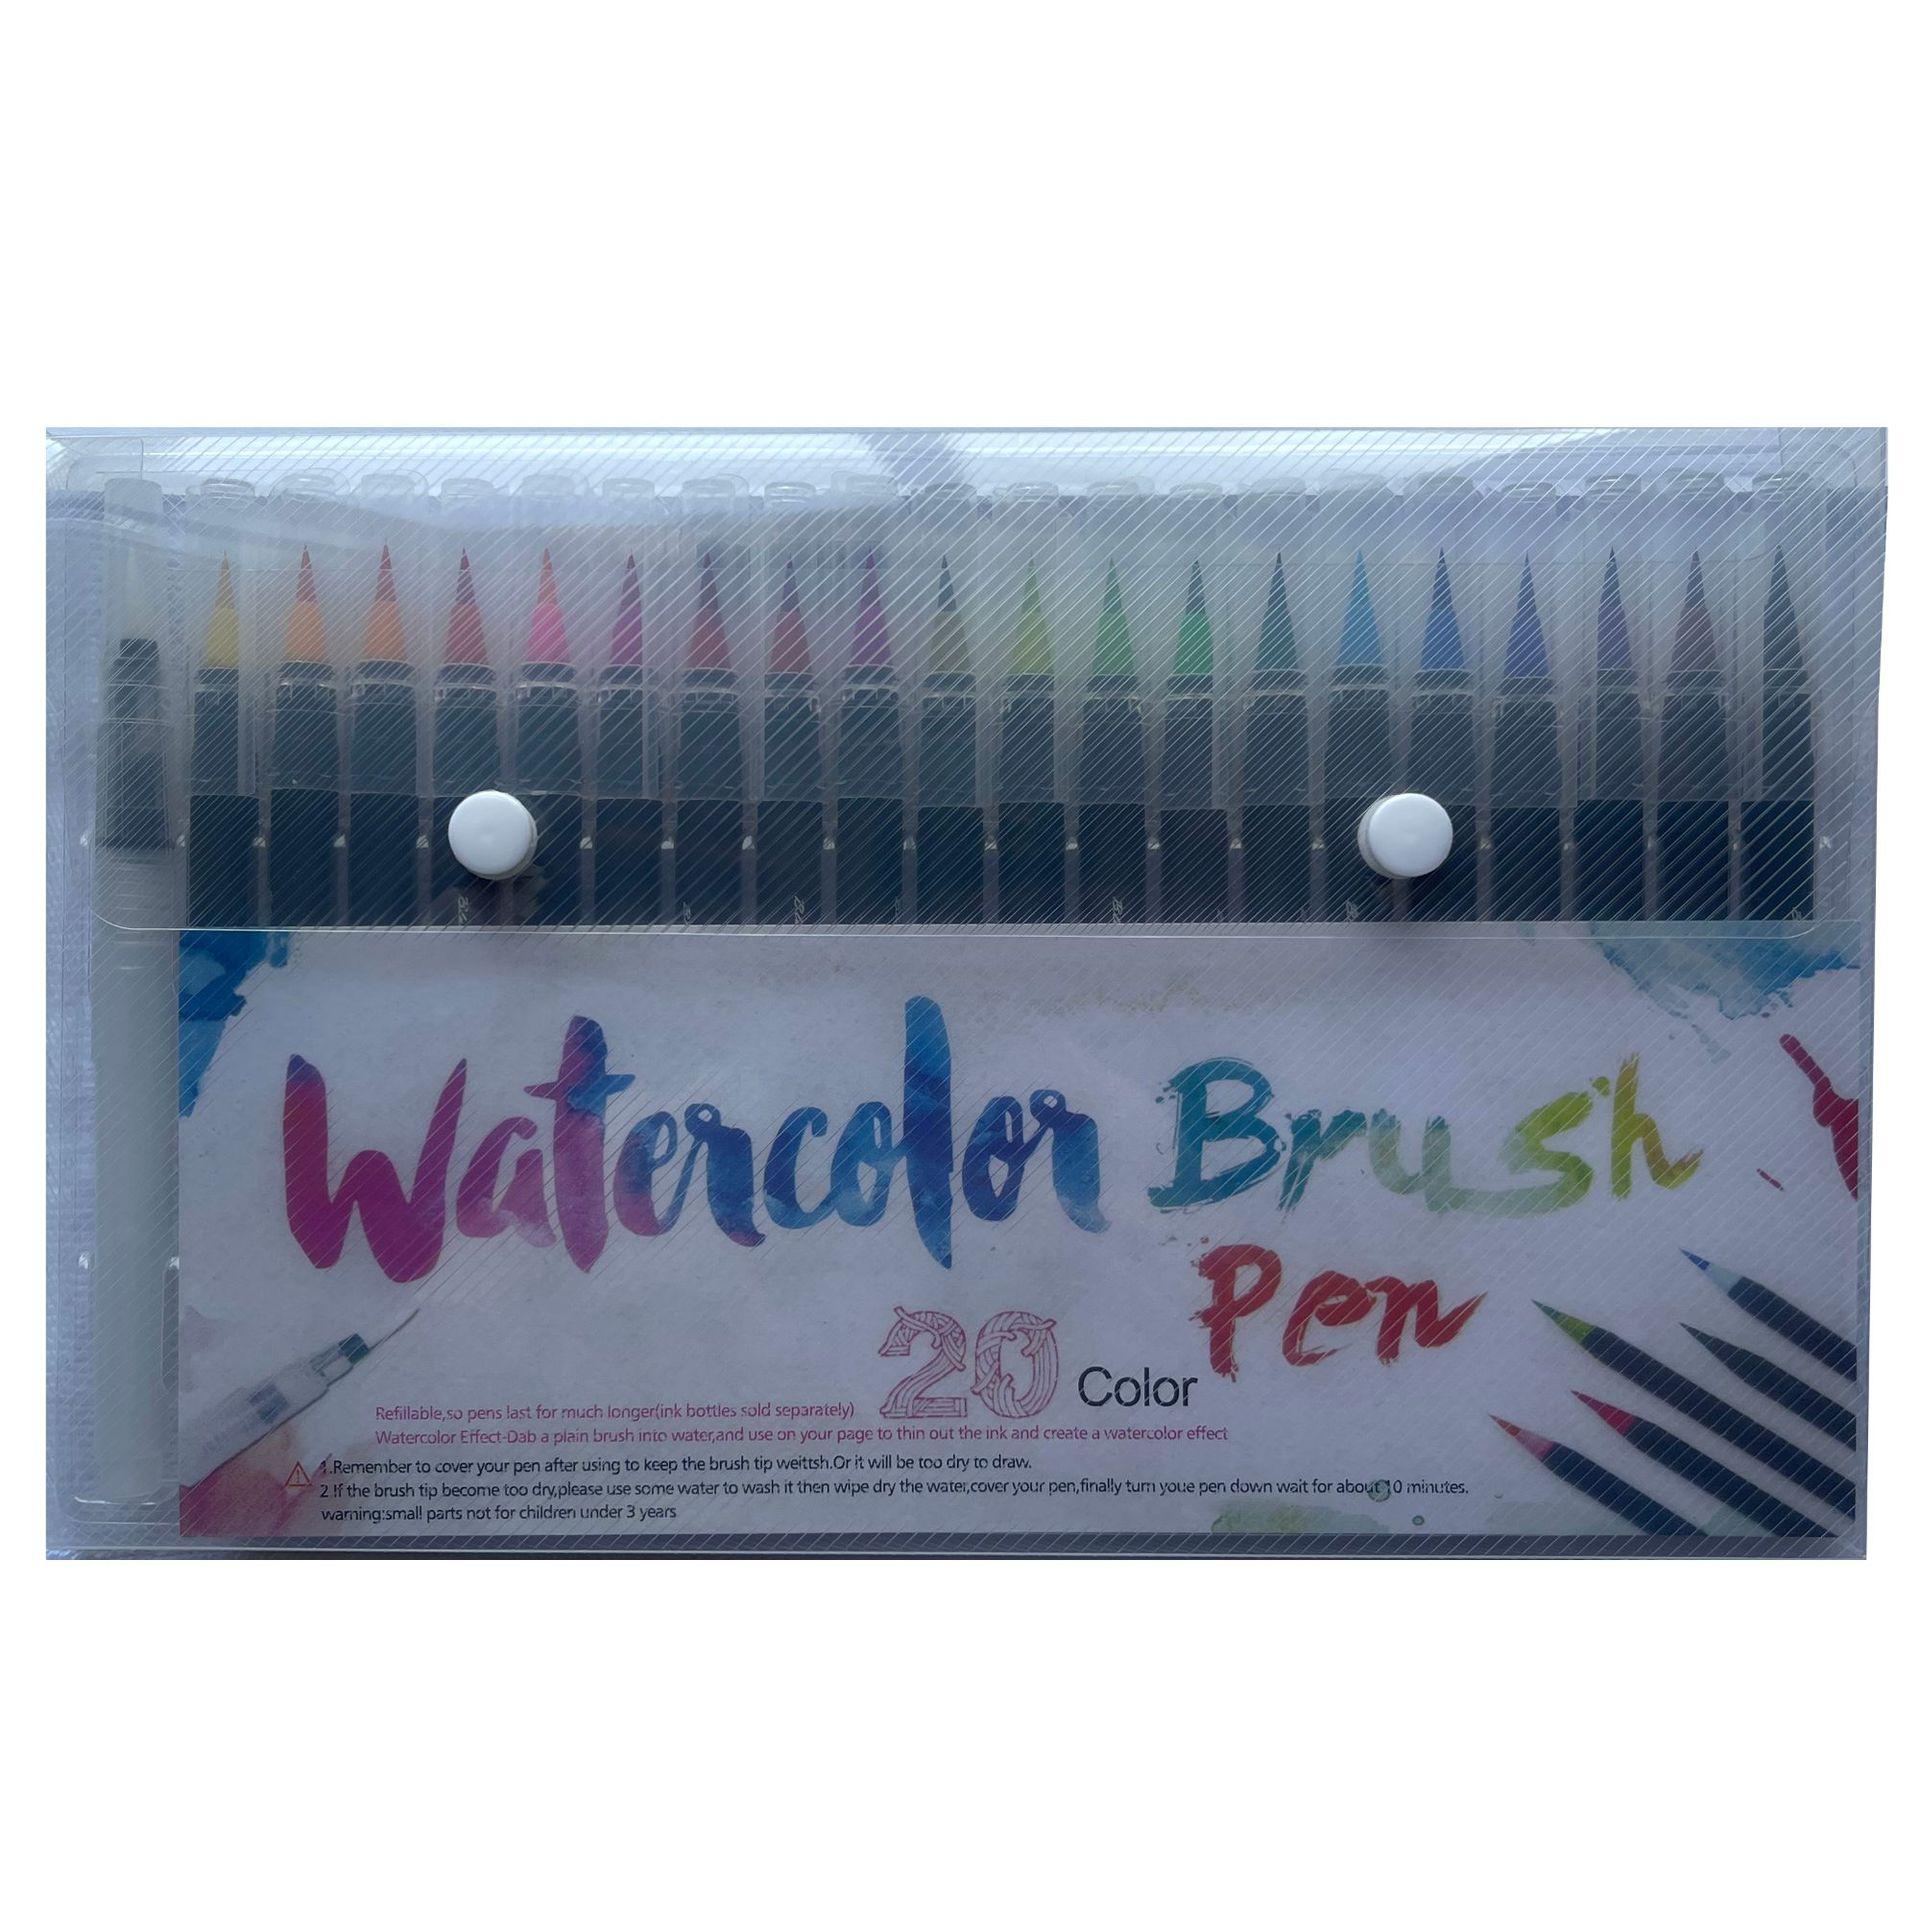 Watercolor Brush
Pen
20 Color
Refillable,so pens last for much longer(ink bottles sold separately)
Watercolor Effect-Dab a plain brush into water,and use on your page to thin out the ink and create a watercolor effect
1.Remember to cover your pen after using to keep the brush tip weittsh.Or it will be too dry to draw.
2.If the brush tip become too dry,please use some water to wash it then wipe dry the water,cover your pen,finally turn youe pen down wait for about 10 minutes.
warning:small parts not for children under 3 years